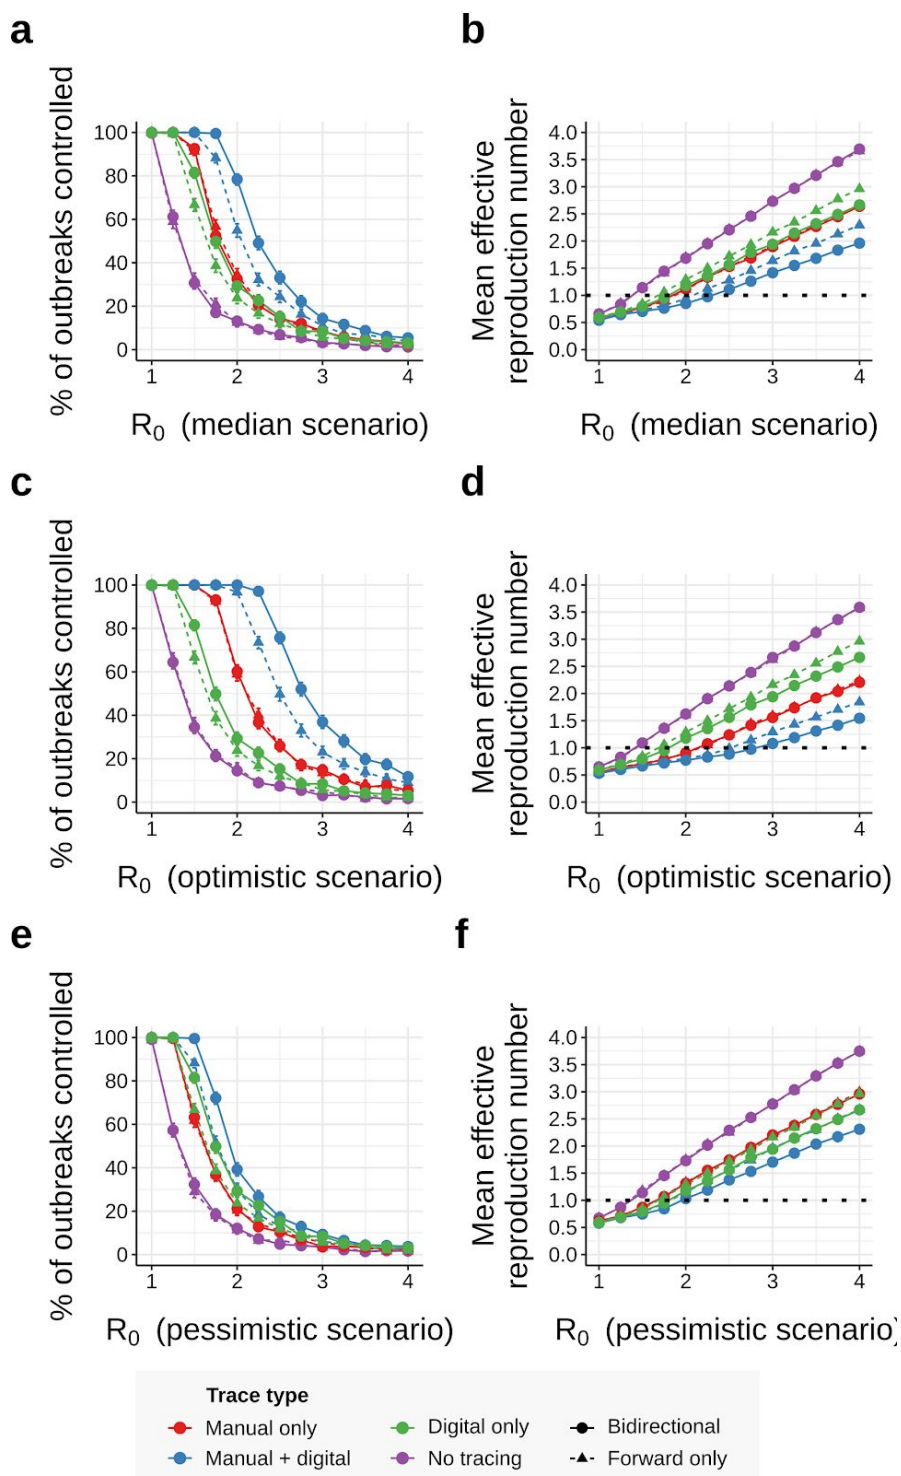 a
% of outbreaks controlled
100
80
60
40
20
0
1 2 3 4
R₀ (median scenario)
b
Mean effective
reproduction number
4.0
3.5
3.0
2.5
2.0
1.5
1.0
0.5
0.0
1 2 3 4
R₀ (median scenario)
c
% of outbreaks controlled
100
80
60
40
20
0
1 2 3 4
R₀ (optimistic scenario)
d
Mean effective
reproduction number
4.0
3.5
3.0
2.5
2.0
1.5
1.0
0.5
0.0
1 2 3 4
R₀ (optimistic scenario)
e
% of outbreaks controlled
100
80
60
40
20
0
1 2 3 4
R₀ (pessimistic scenario)
f
Mean effective
reproduction number
4.0
3.5
3.0
2.5
2.0
1.5
1.0
0.5
0.0
1 2 3 4
R₀ (pessimistic scenario)
Trace type
Manual only Digital only Bidirectional
Manual + digital No tracing Forward only